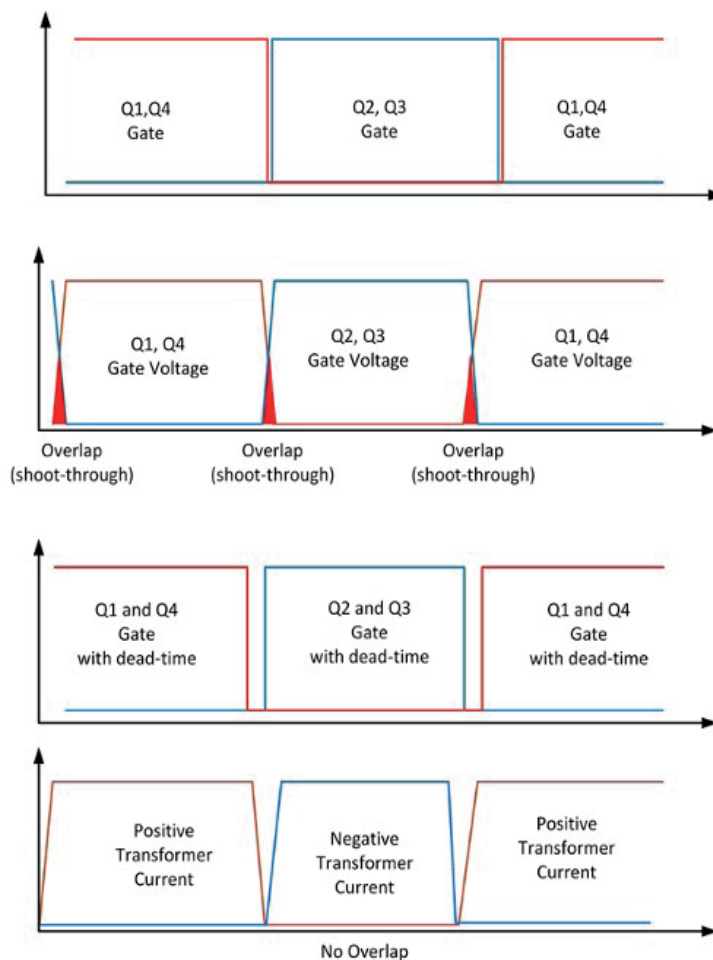 Q1,Q4
Gate
Q2, Q3
Gate
Q1,Q4
Gate
Q1, Q4
Gate Voltage
Q2, Q3
Gate Voltage
Q1, Q4
Gate Voltage
Overlap
(shoot-through)
Overlap
(shoot-through)
Overlap
(shoot-through)
Q1 and Q4
Gate
with dead-time
Q2 and Q3
Gate
with dead-time
Q1 and Q4
Gate
with dead-time
Positive
Transformer
Current
Negative
Transformer
Current
Positive
Transformer
Current
No Overlap